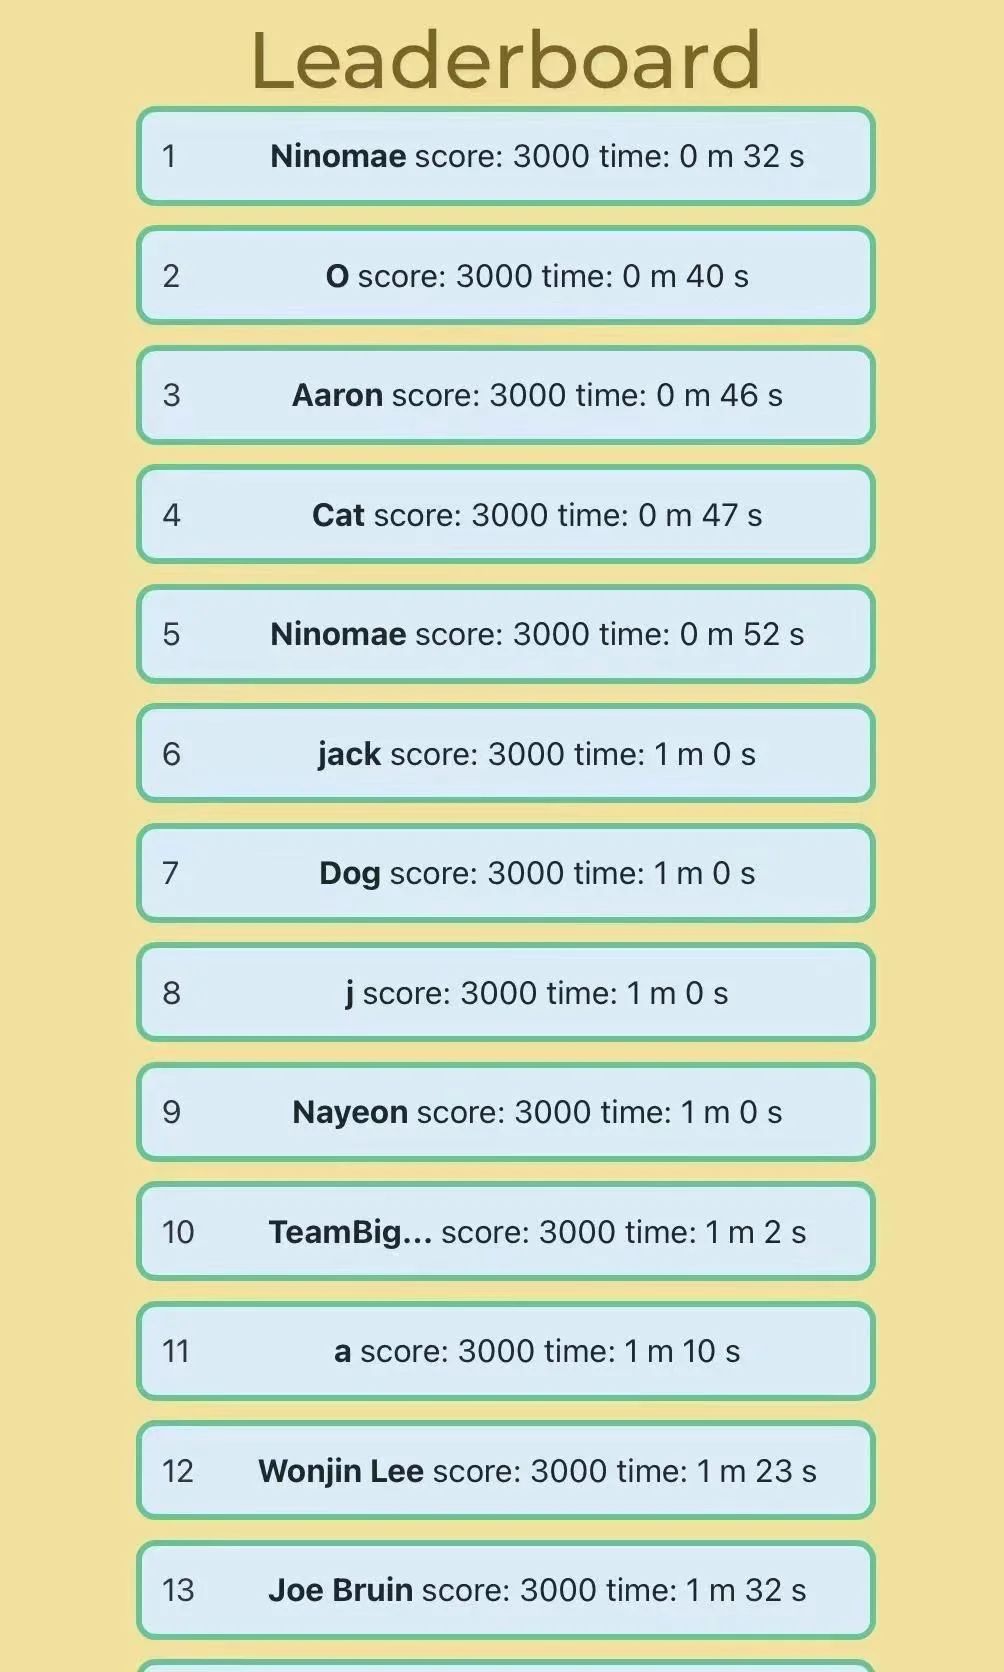 Leaderboard
1 Ninomae score: 3000 time: 0 m 32 s
2 O score: 3000 time: 0 m 40 s
3 Aaron score: 3000 time: 0 m 46 s
4 Cat score: 3000 time: 0 m 47 s
5 Ninomae score: 3000 time: 0 m 52 s
6 jack score: 3000 time: 1 m 0 s
7 Dog score: 3000 time: 1 m 0 s
8 j score: 3000 time: 1 m 0 s
9 Nayeon score: 3000 time: 1 m 0 s
10 TeamBig... score: 3000 time: 1 m 2 s
11 a score: 3000 time: 1 m 10 s
12 Wonjin Lee score: 3000 time: 1 m 23 s
13 Joe Bruin score: 3000 time: 1 m 32 s